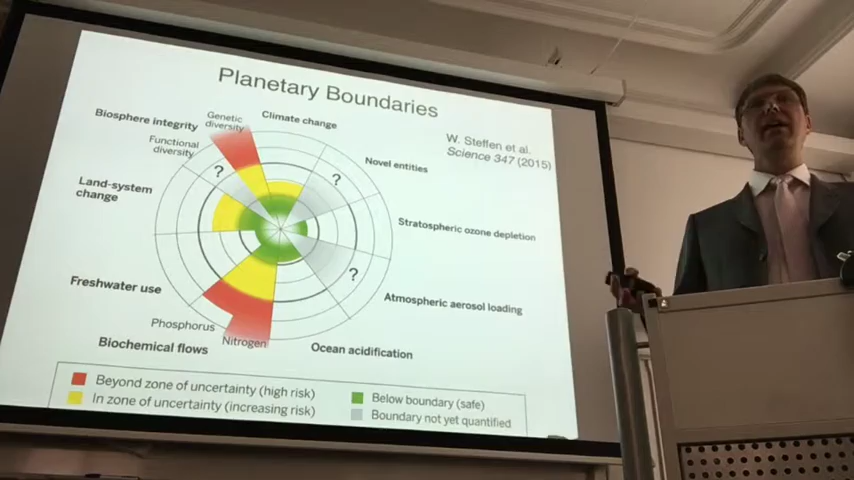 Planetary Boundaries
W. Steffen et al.
Science 347 (2015)
Biosphere integrity
Genetic
diversity
Functional
diversity
Climate change
Novel entities
Land-system
change
Stratospheric ozone depletion
Freshwater use
Atmospheric aerosol loading
Phosphorus
Nitrogen
Biochemical flows
Ocean acidification
?
?
?
Beyond zone of uncertainty (high risk)
In zone of uncertainty (increasing risk)
Below boundary (safe)
Boundary not yet quantified